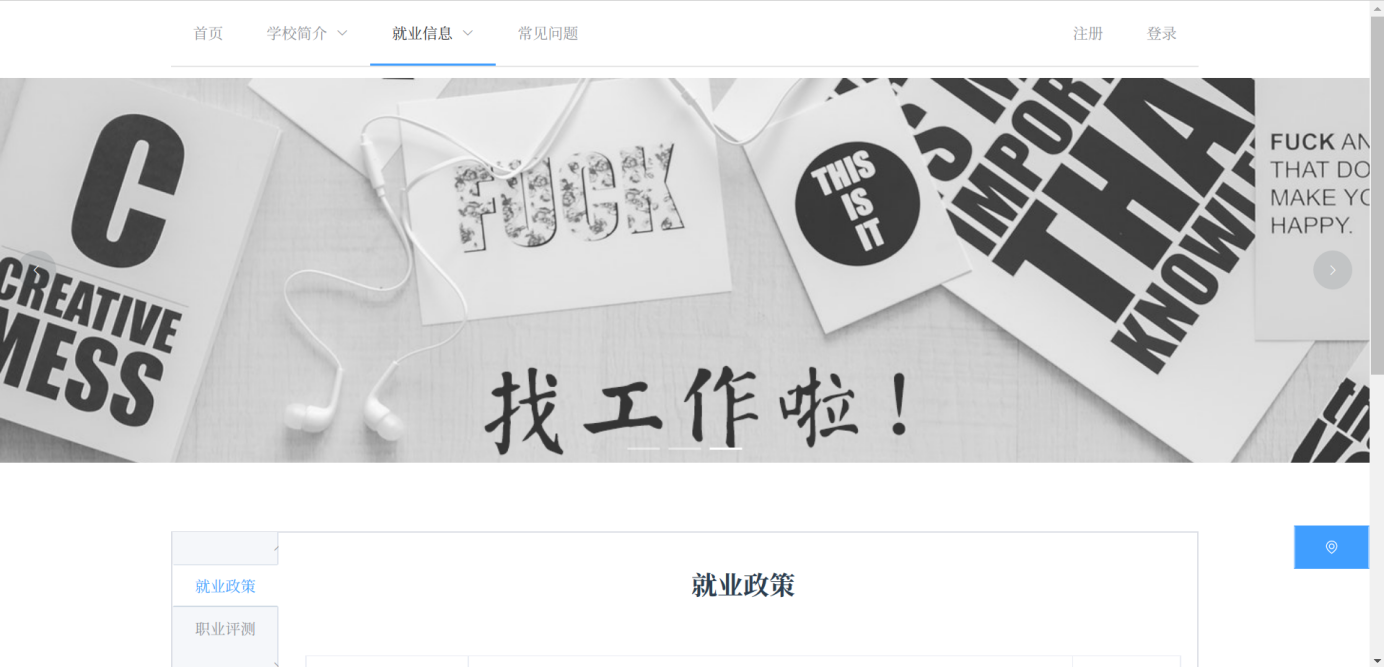 首页 学校简介 就业信息 常见问题 注册 登录
C
CREATIVE
MESS
FUCK
THIS
IS
IT
IMPOR
THA
KNOWL
FUCK AN
THAT DO
MAKE YO
HAPPY.
找工作啦！
就业政策
就业政策
职业评测